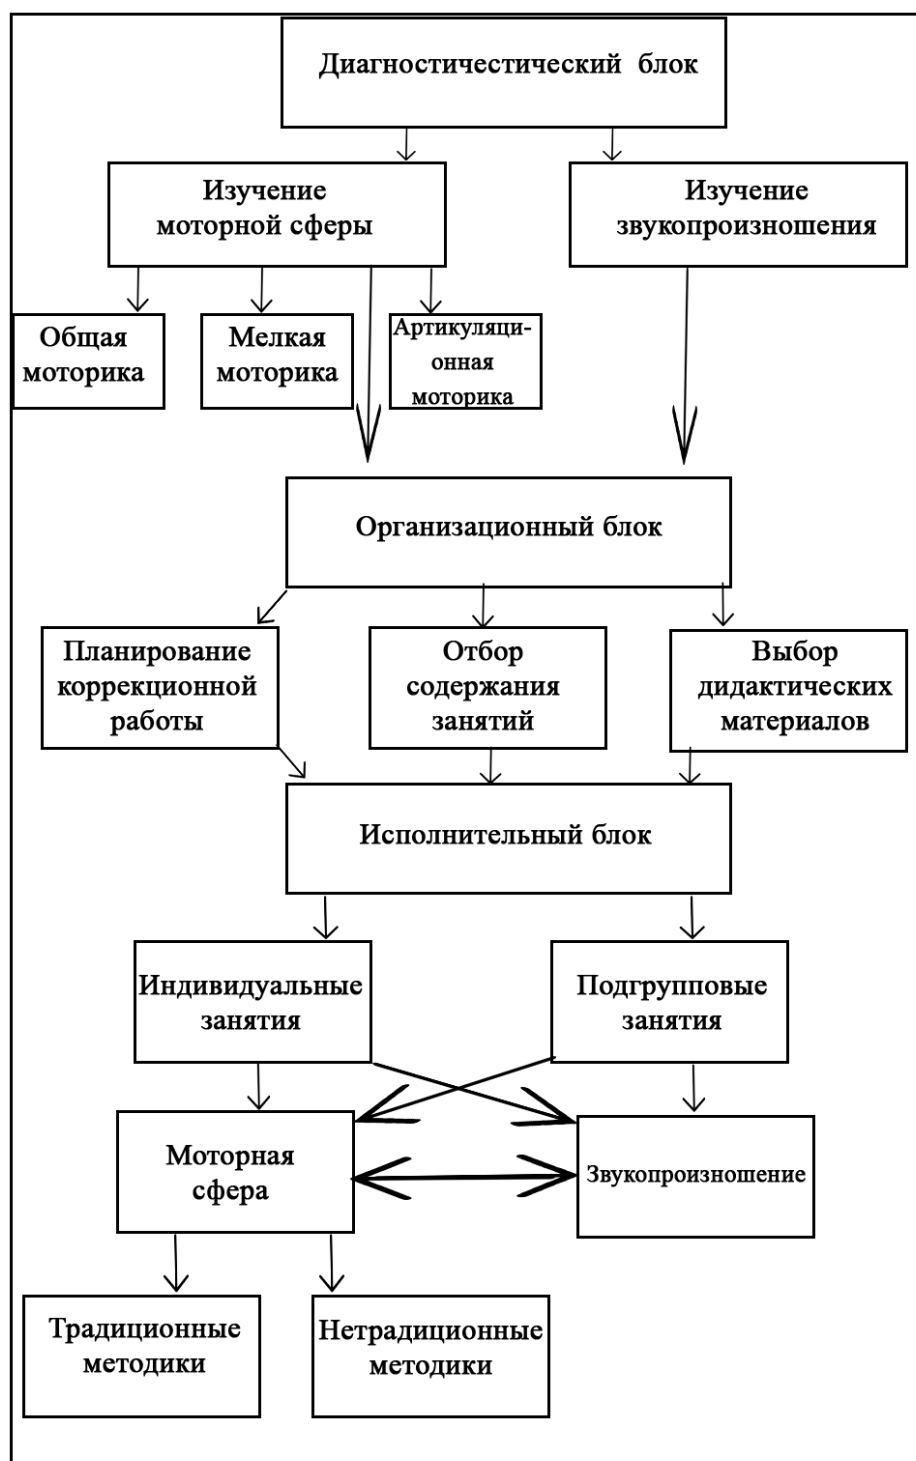 Диагностичестический блок
Изучение
моторной сферы
Изучение
звукопроизношения
Общая
моторика
Мелкая
моторика
Артикуляци-
онная
моторика
Организационный блок
Планирование
коррекционной
работы
Отбор
содержания
занятий
Выбор
дидактических
материалов
Исполнительный блок
Индивидуальные
занятия
Подгрупповые
занятия
Моторная
сфера
Звукопроизношение
Традиционные
методики
Нетрадиционные
методики